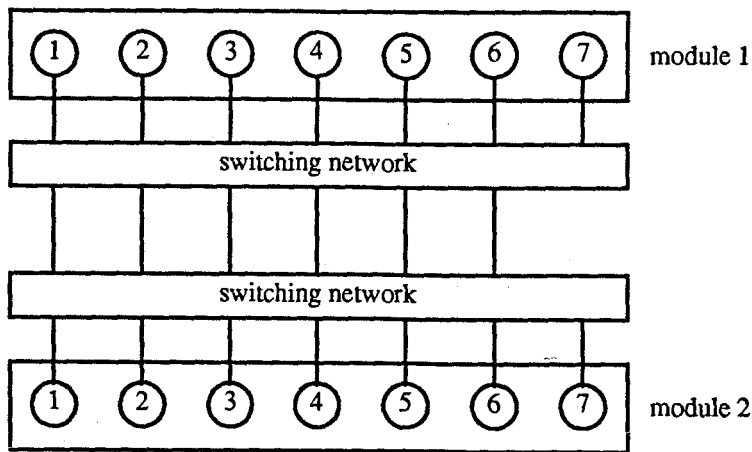 1 2 3 4 5 6 7 module 1
switching network
switching network
1 2 3 4 5 6 7 module 2